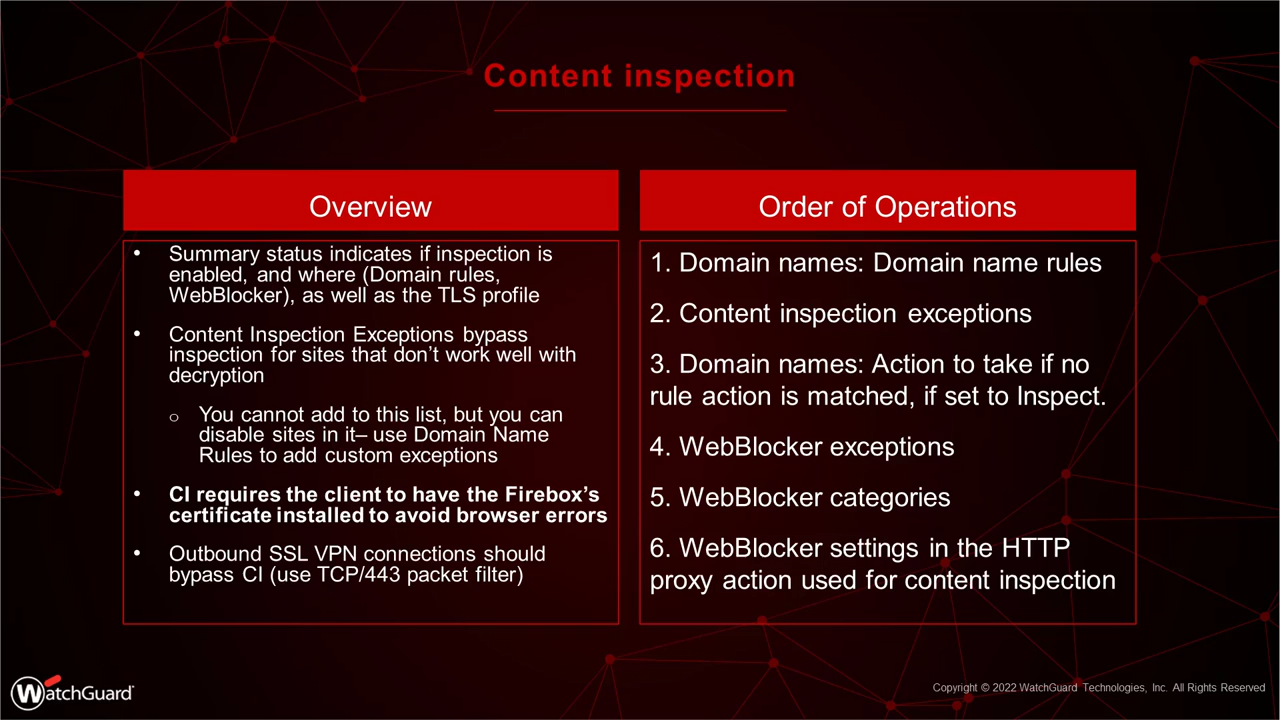 Content inspection
Overview
• Summary status indicates if inspection is
enabled, and where (Domain rules,
WebBlocker), as well as the TLS profile
• Content Inspection Exceptions bypass
inspection for sites that don’t work well with
decryption
o You cannot add to this list, but you can
disable sites in it– use Domain Name
Rules to add custom exceptions
• CI requires the client to have the Firebox’s
certificate installed to avoid browser errors
• Outbound SSL VPN connections should
bypass CI (use TCP/443 packet filter)
Order of Operations
1. Domain names: Domain name rules
2. Content inspection exceptions
3. Domain names: Action to take if no
rule action is matched, if set to Inspect.
4. WebBlocker exceptions
5. WebBlocker categories
6. WebBlocker settings in the HTTP
proxy action used for content inspection
WatchGuard
Copyright © 2022 WatchGuard Technologies, Inc. All Rights Reserved